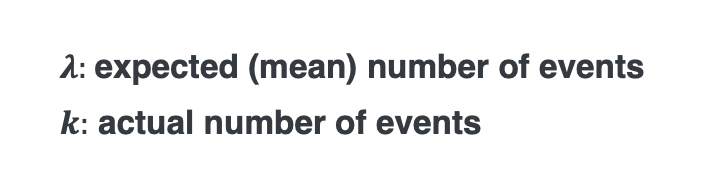 λ: expected (mean) number of events
k: actual number of events